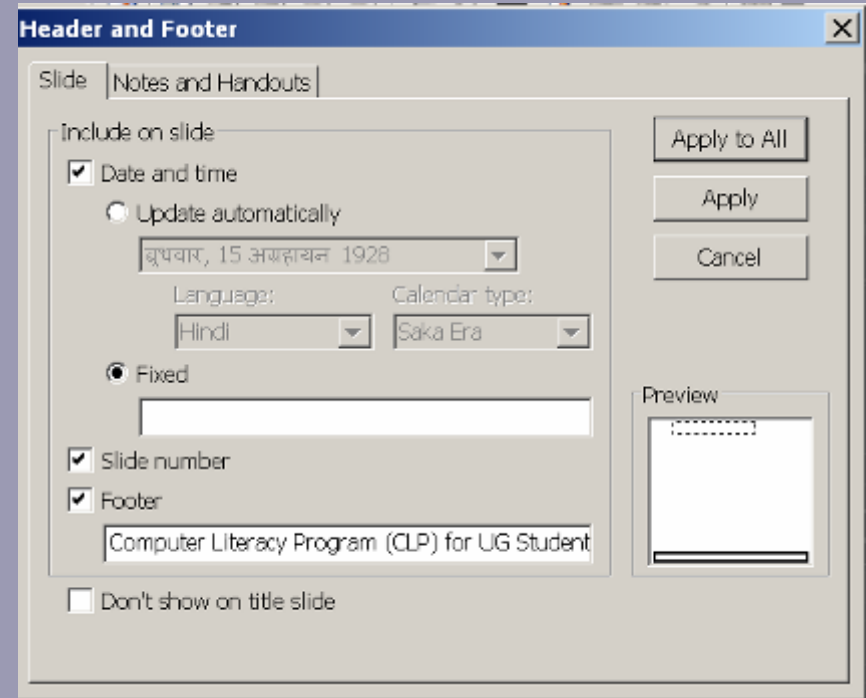 Header and Footer
Slide
Notes and Handouts
Include on slide
Date and time
Update automatically
बुधवार, 15 अग्रहायन 1928
Language:
Calendar type:
Hindi
Saka Era
Fixed
Slide number
Footer
Computer Literacy Program (CLP) for UG Student
Don't show on title slide
Apply to All
Apply
Cancel
Preview